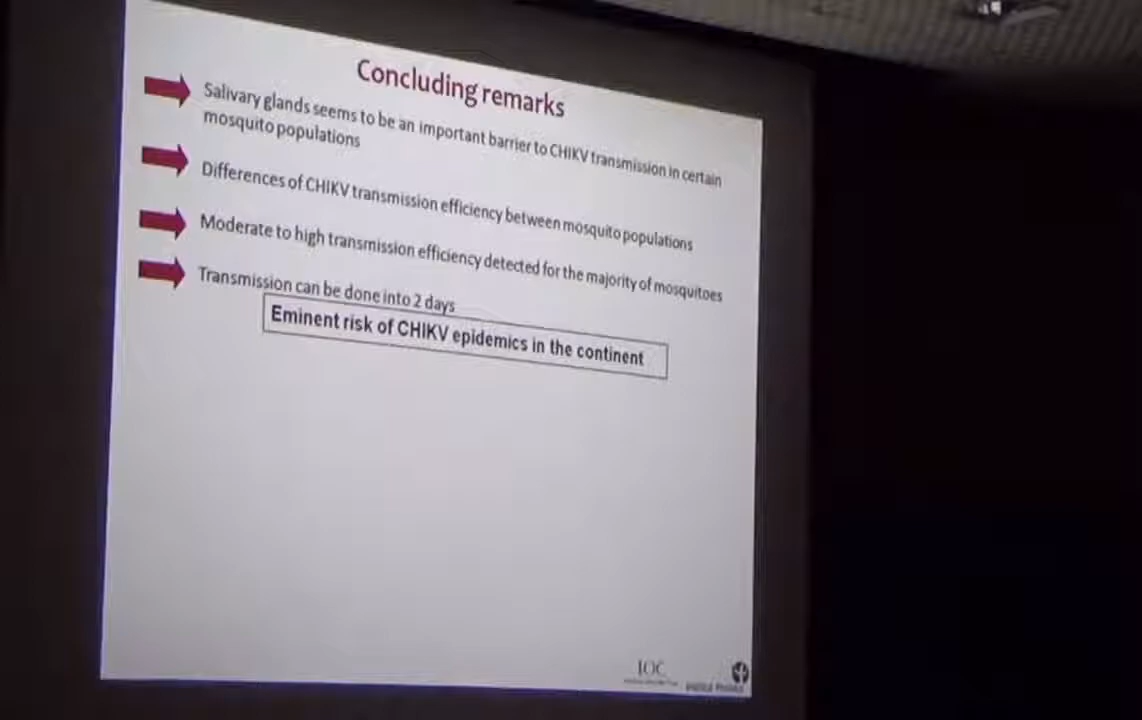 Concluding remarks
Salivary glands seems to be an important barrier to CHIKV transmission in certain
mosquito populations
Differences of CHIKV transmission efficiency between mosquito populations
Moderate to high transmission efficiency detected for the majority of mosquitoes
Transmission can be done into 2 days
Eminent risk of CHIKV epidemics in the continent
IOC